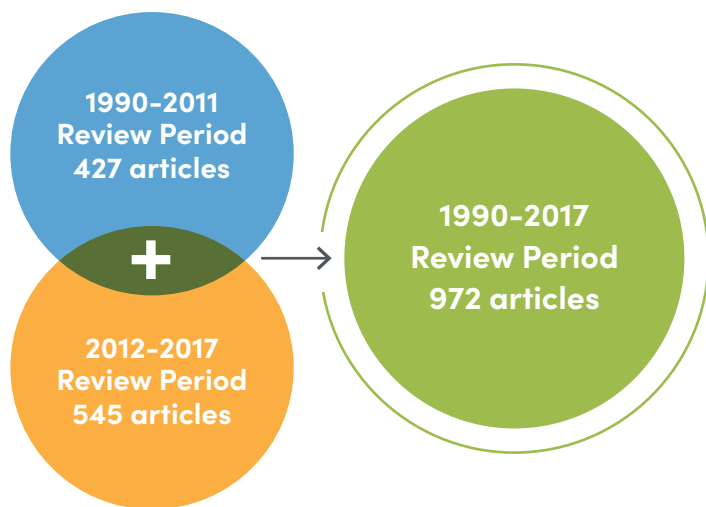 1990-2011
Review Period
427 articles
+
2012-2017
Review Period
545 articles
1990-2017
Review Period
972 articles